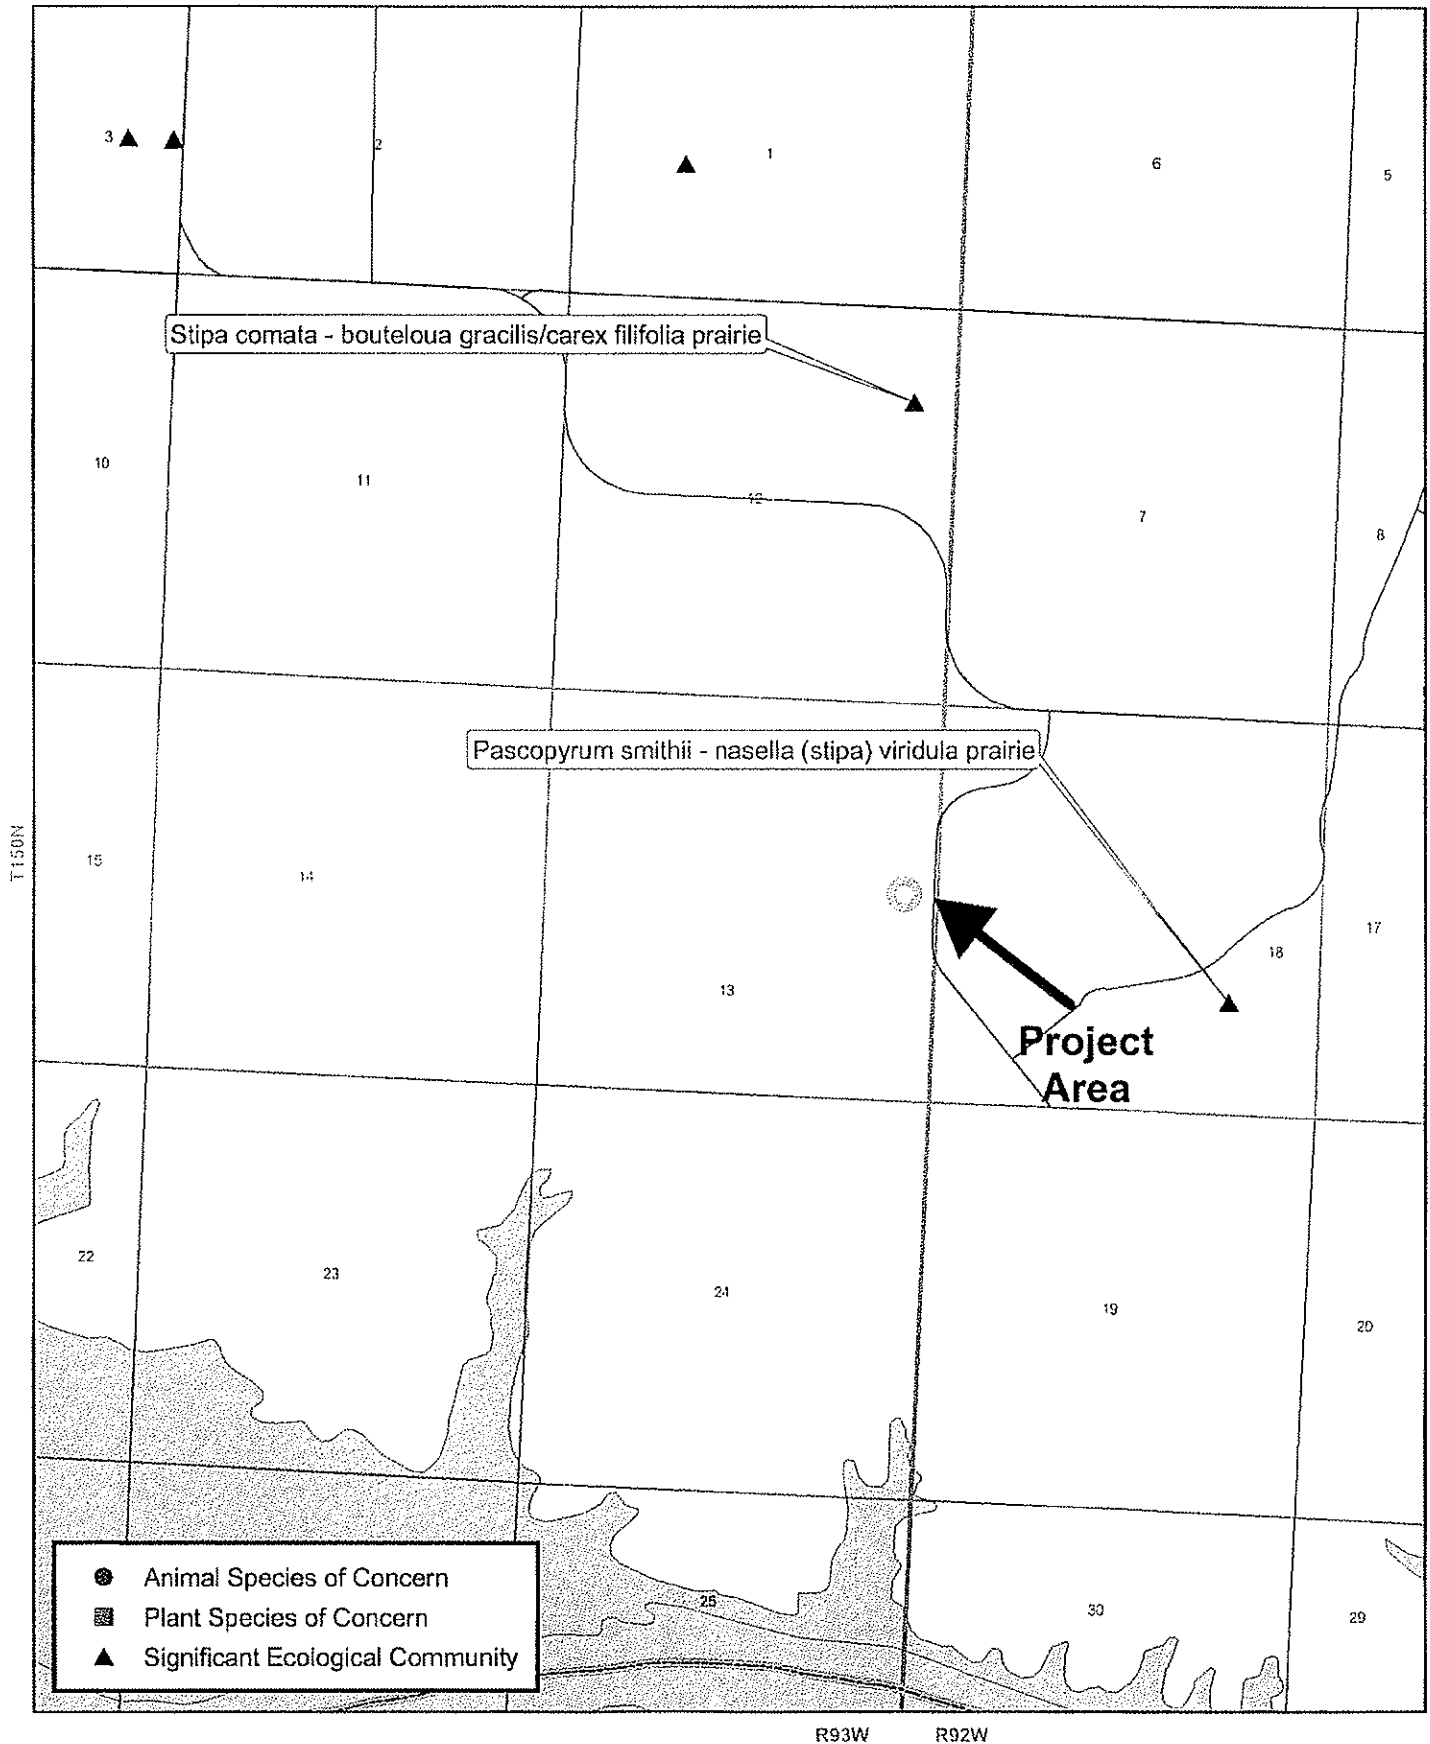 3
2
1
6
5
Stipa comata - bouteloua gracilis/carex filifolia prairie
10
11
12
7
8
Pascopyrum smithii - nasella (stipa) viridula prairie
T150N
15
14
13
18
17
Project
Area
22
23
24
19
20
25
30
29
Animal Species of Concern
Plant Species of Concern
Significant Ecological Community
R93W
R92W